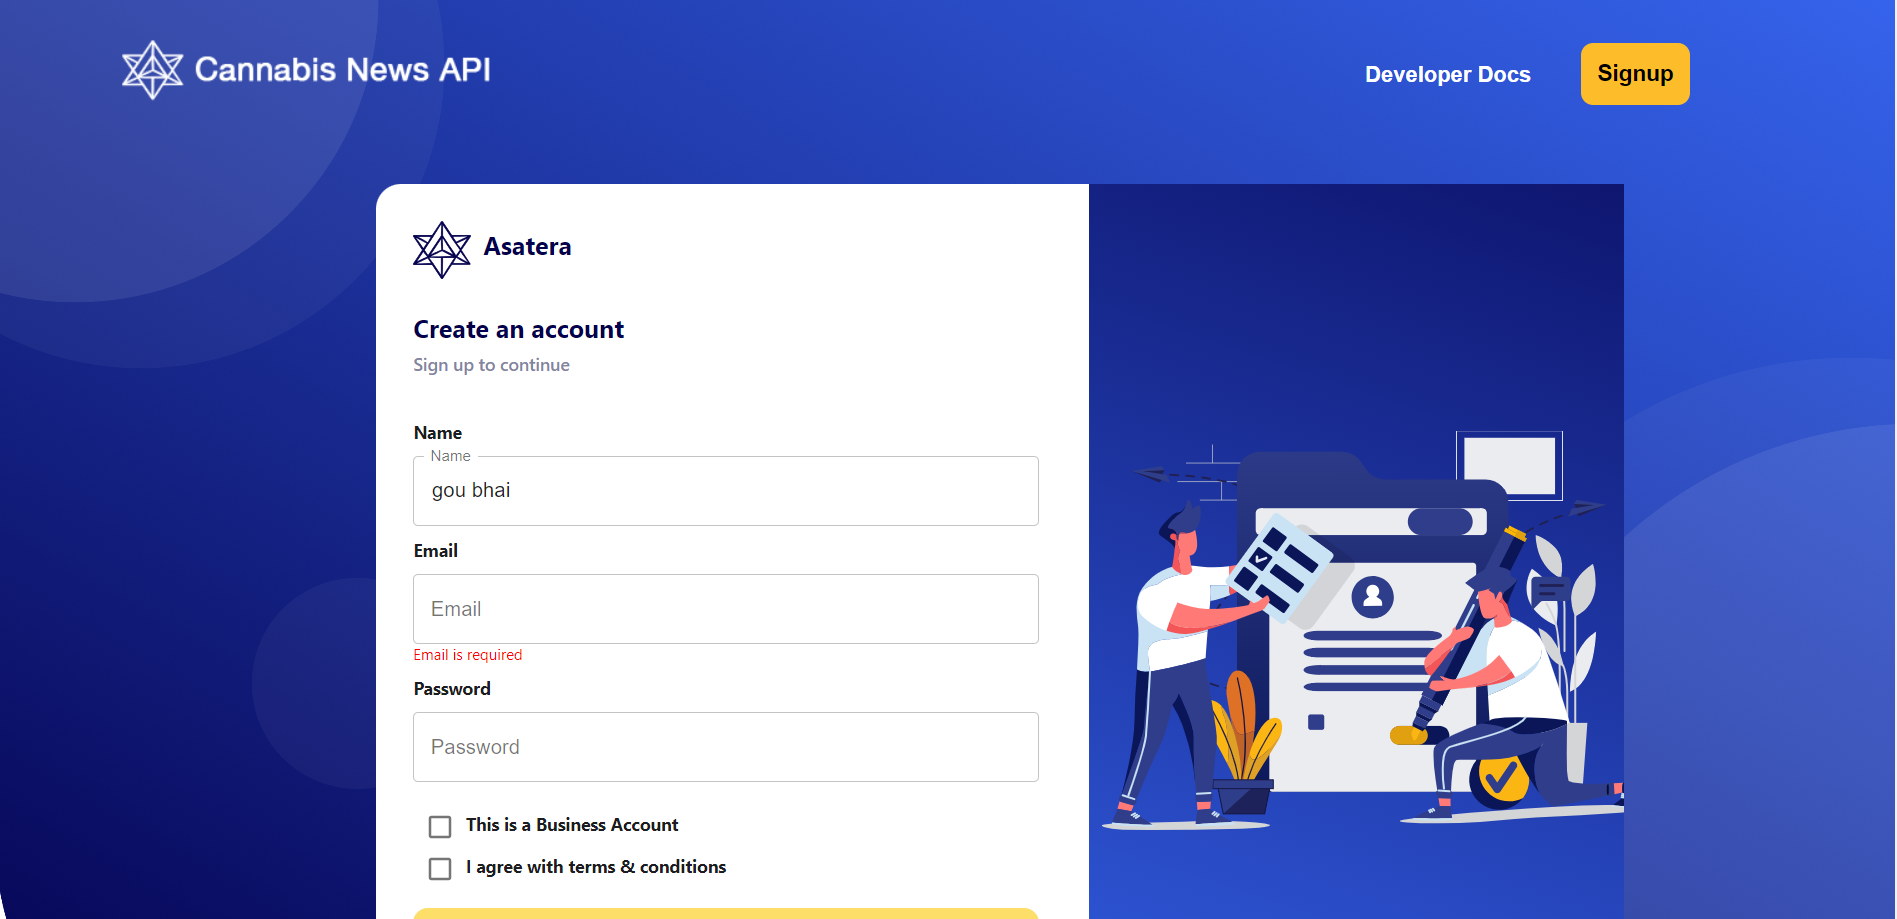 Cannabis News API
Developer Docs
Signup
Asatera
Create an account
Sign up to continue
Name
Name
gou bhai
Email
Email
Email is required
Password
Password
This is a Business Account
I agree with terms & conditions